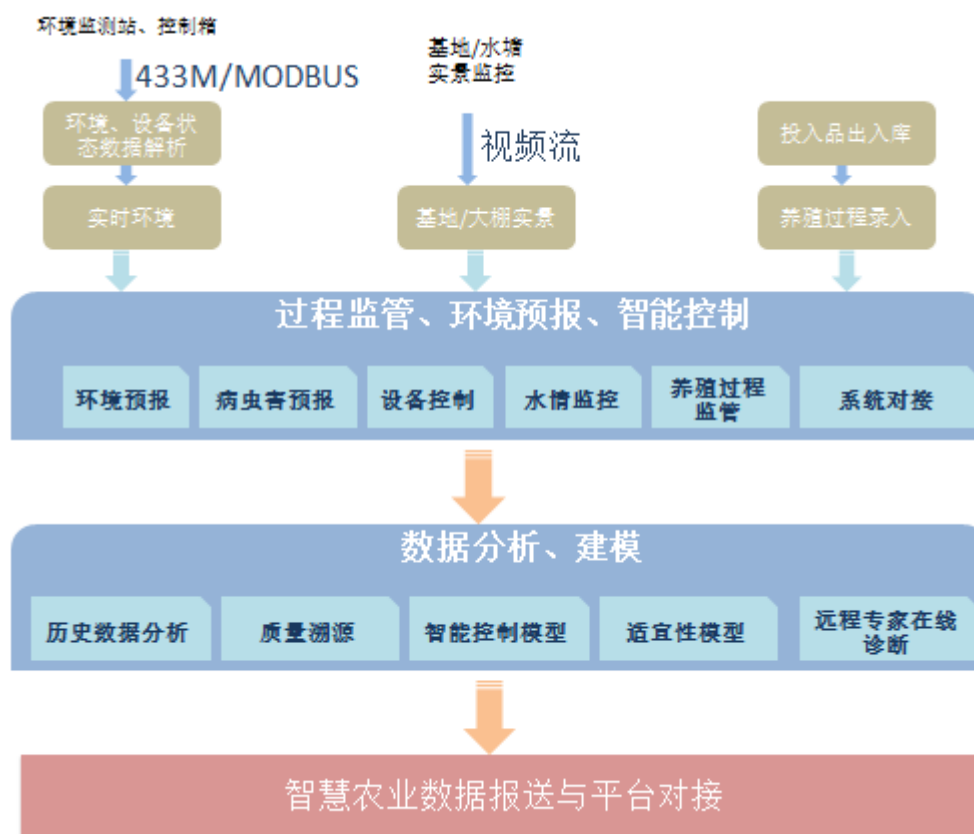 环境监测站、控制箱
基地/水塘
实景监控
433M/MODBUS
视频流
环境、设备状
态数据解析
投入品出入库
实时环境
基地/大棚实景
养殖过程录入
过程监管、环境预报、智能控制
环境预报
病虫害预报
设备控制
水情监控
养殖过程
监管
系统对接
数据分析、建模
历史数据分析
质量溯源
智能控制模型
适宜性模型
远程专家在线
诊断
智慧农业数据报送与平台对接